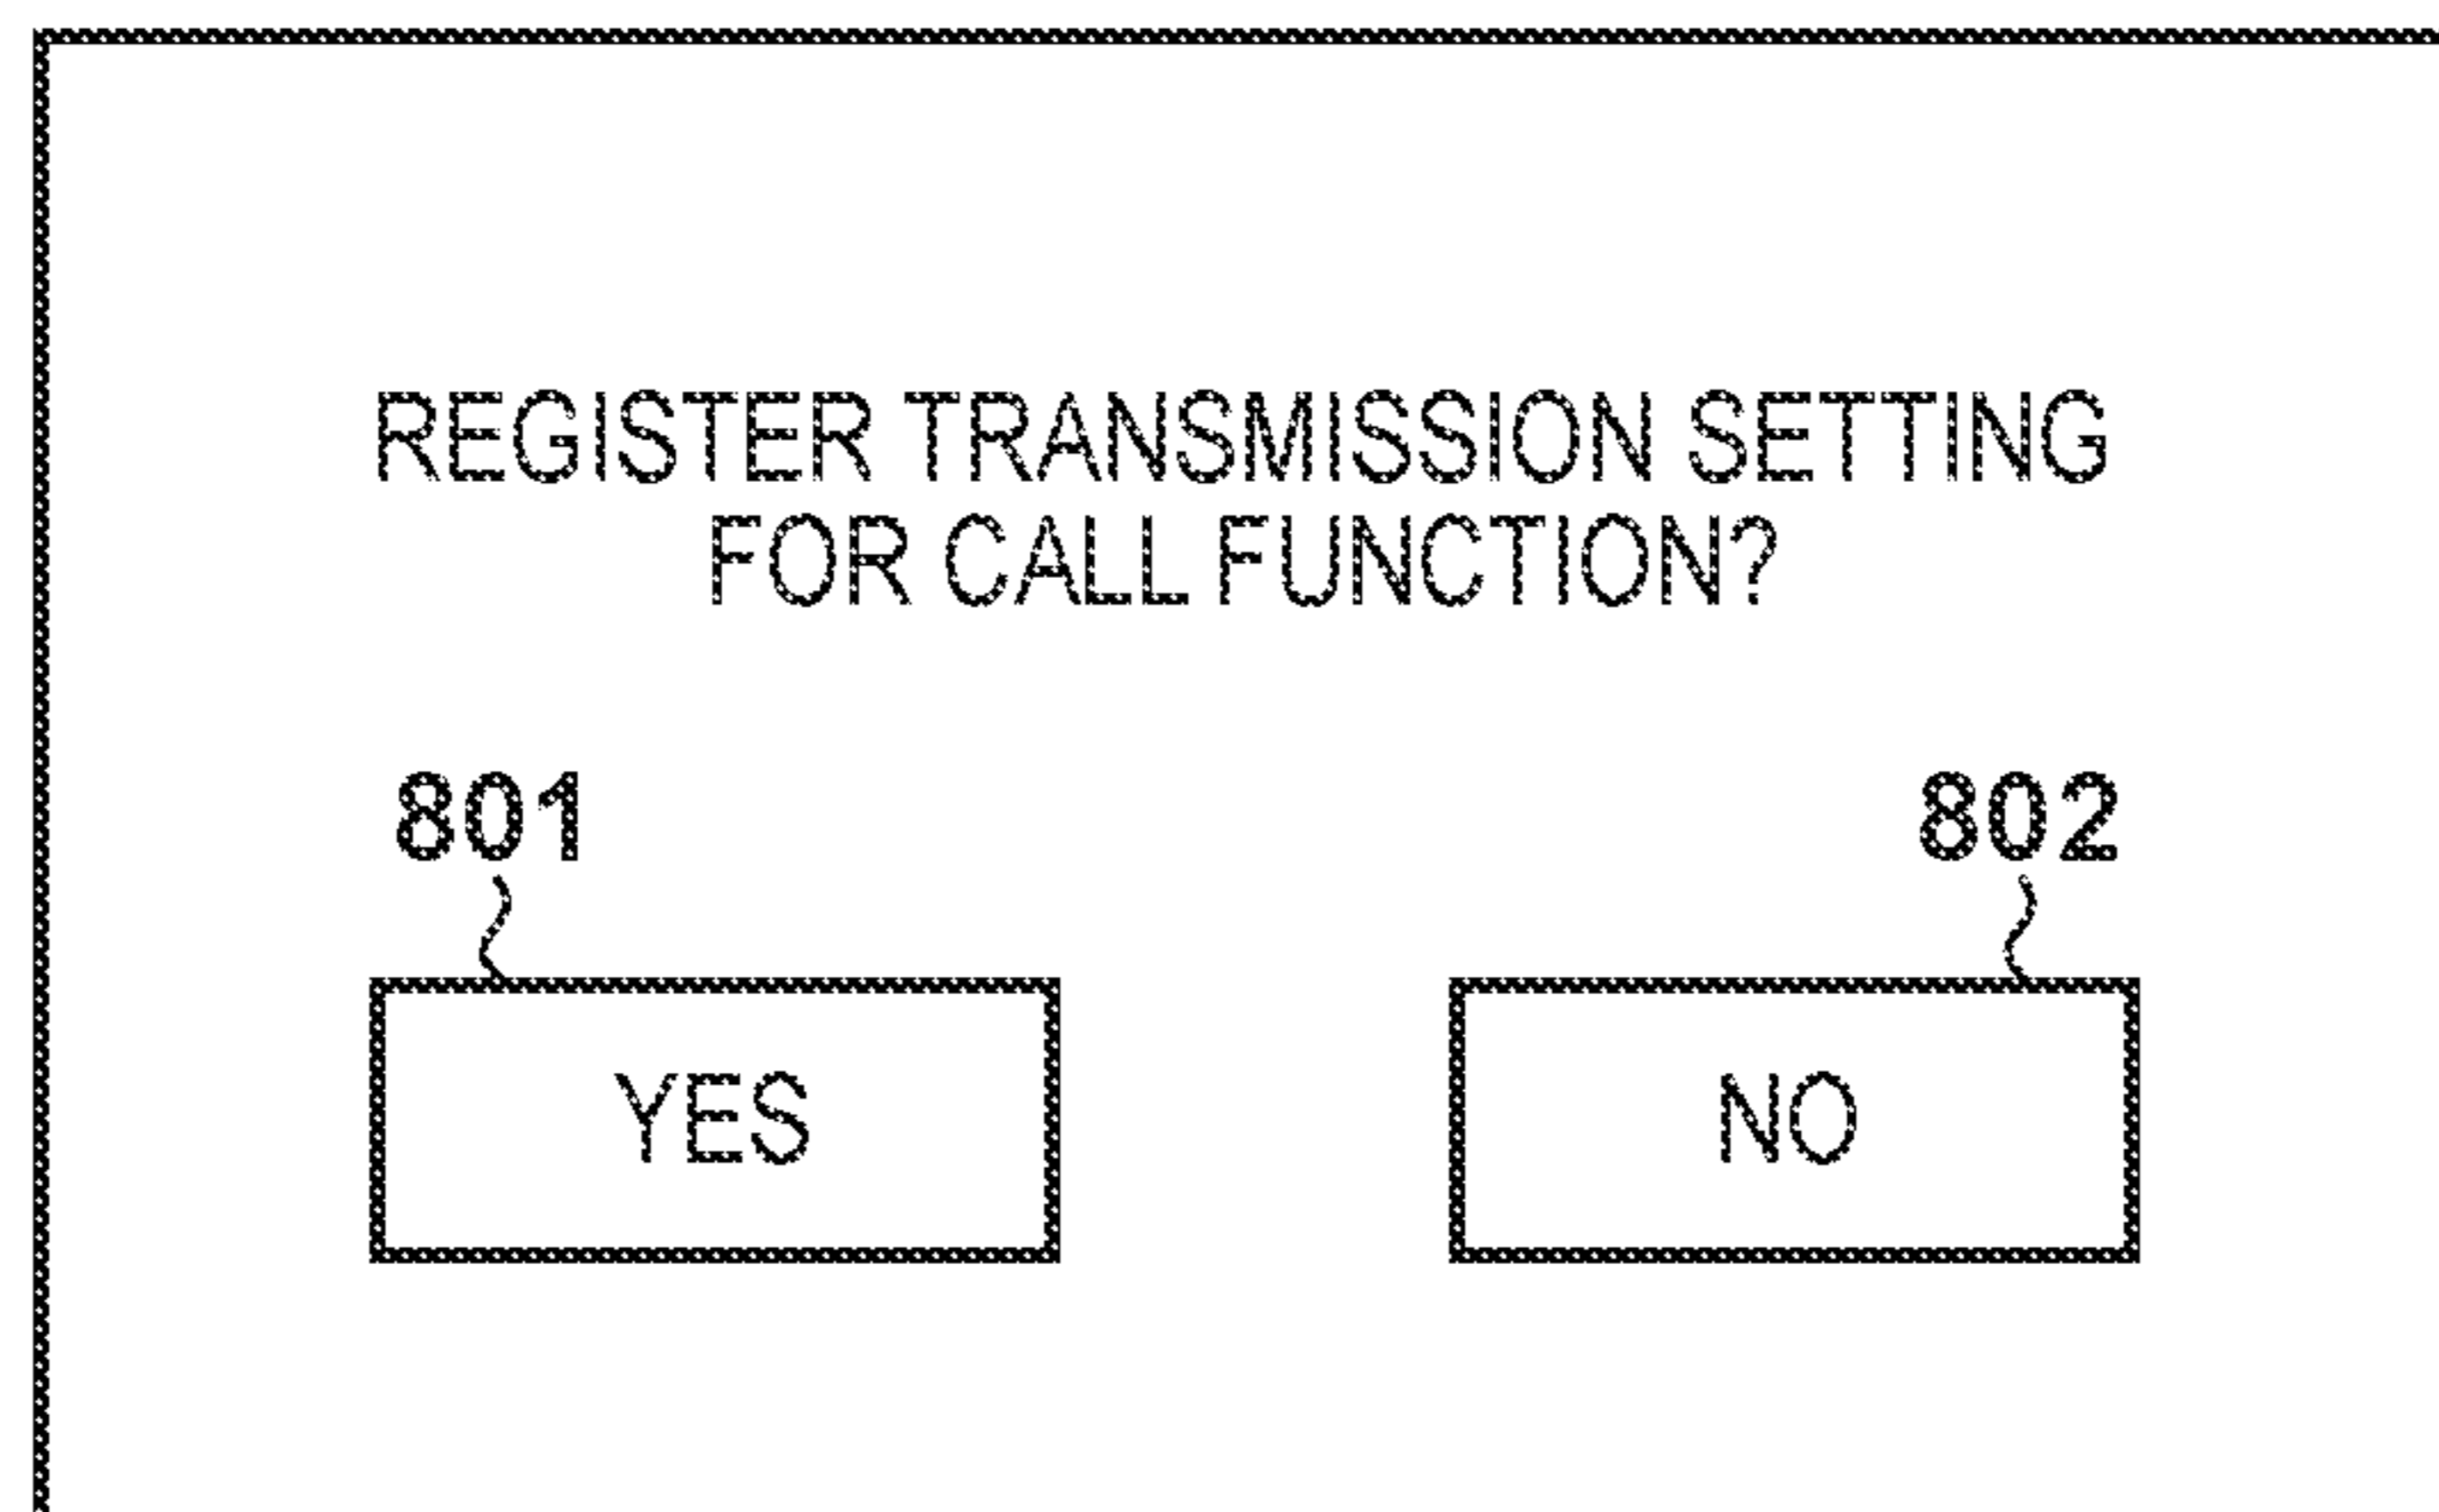 REGISTER TRANSMISSION SETTING
FOR CALL FUNCTION?
801
802
YES
NO